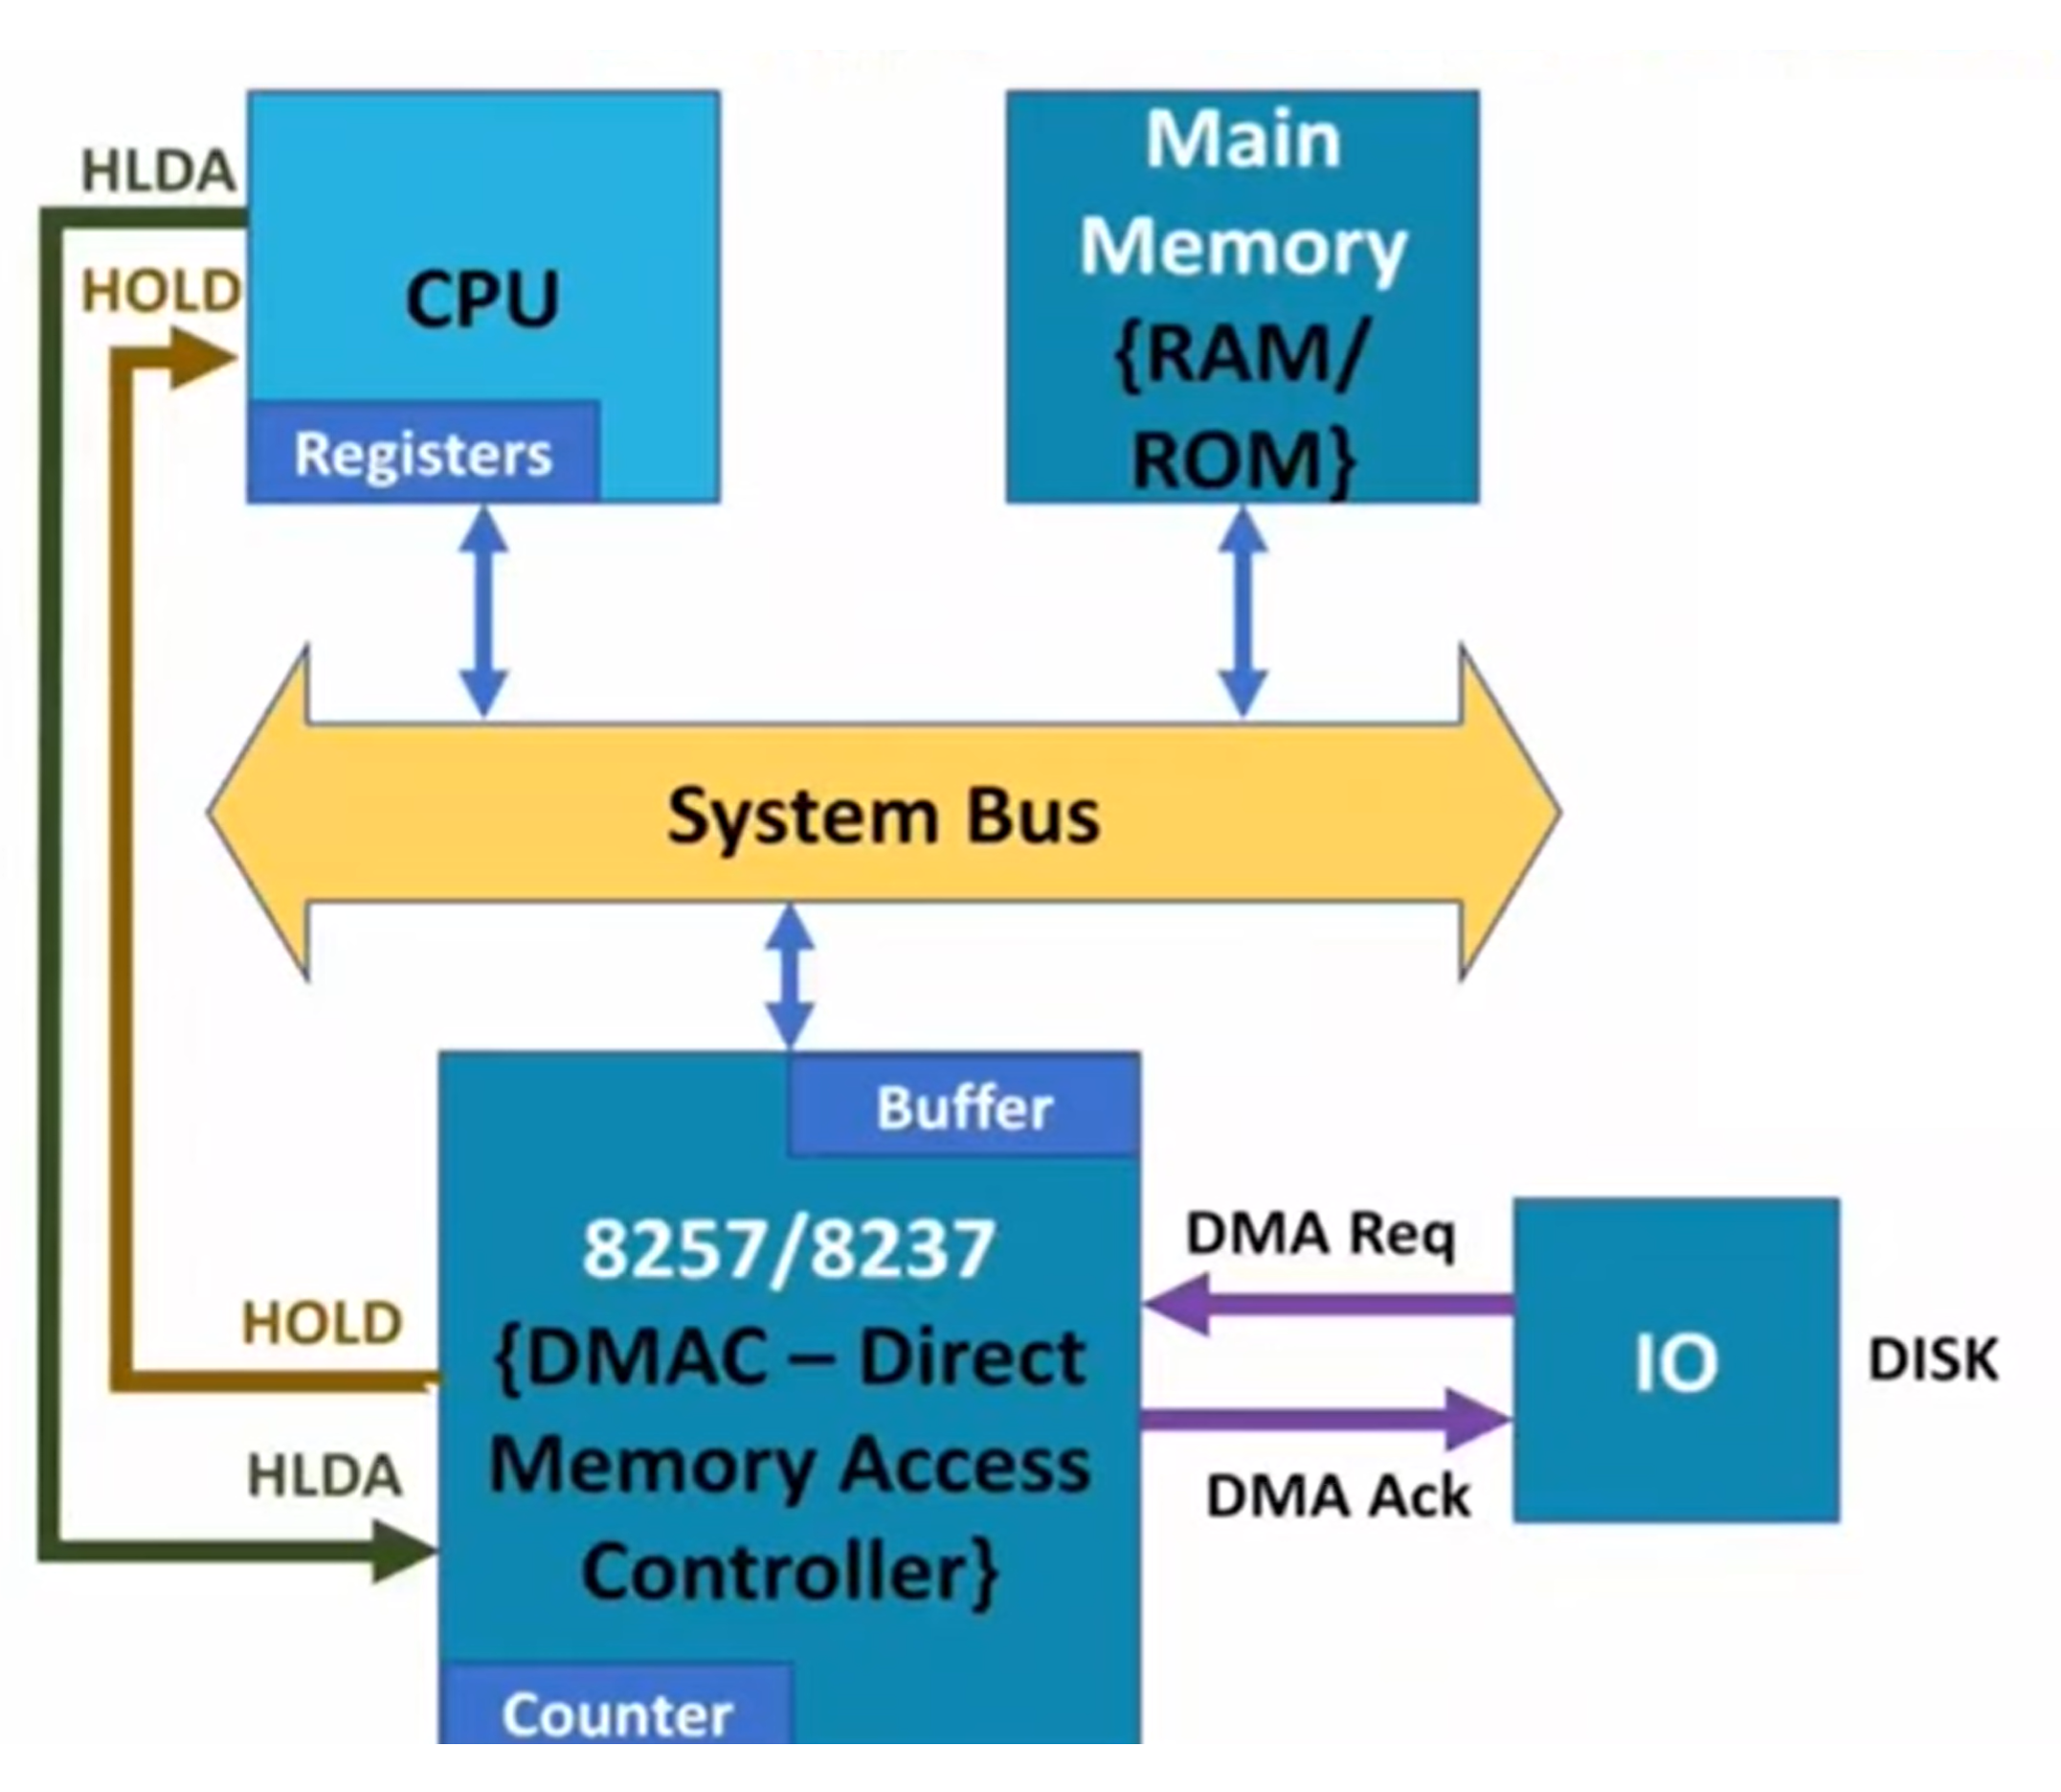 HLDA
HOLD
CPU
Registers
Main
Memory
{RAM/
ROM}
System Bus
Buffer
8257/8237
{DMAC – Direct
Memory Access
Controller}
Counter
HOLD
HLDA
DMA Req
DMA Ack
IO
DISK